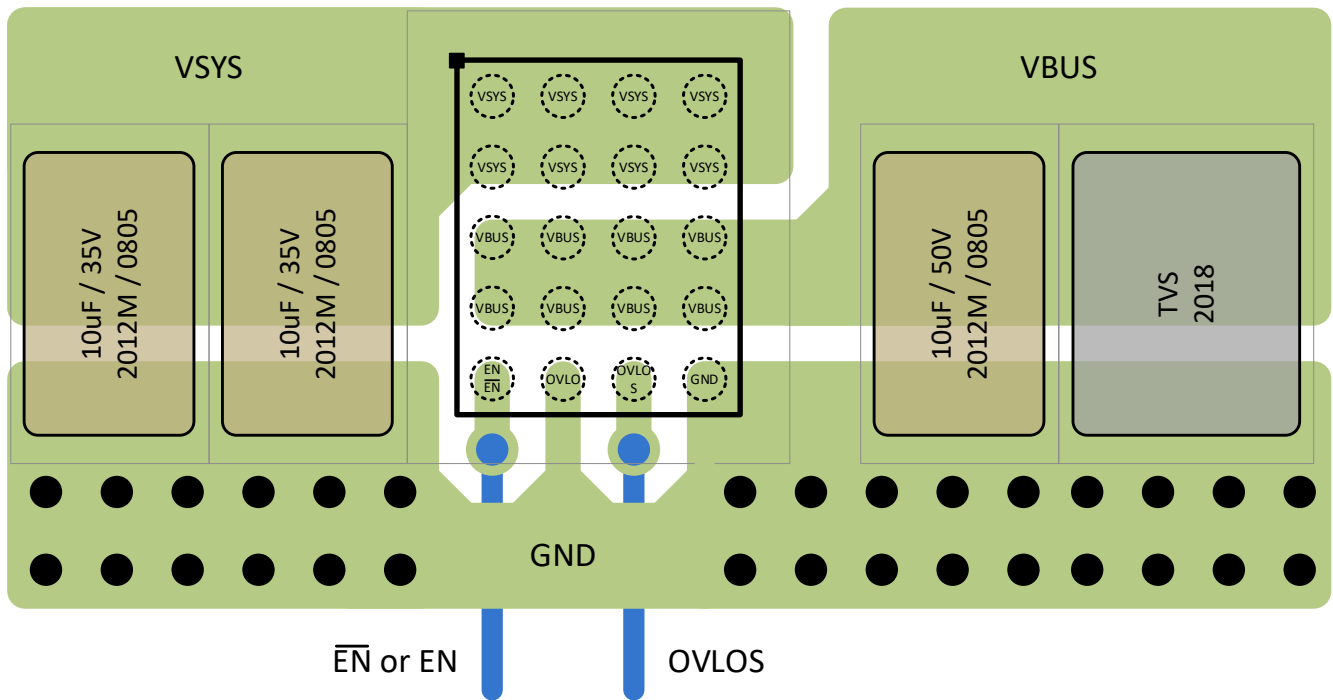 VSYS
VBUS
VSYS VSYS VSYS VSYS
VSYS VSYS VSYS VSYS
VBUS VBUS VBUS VBUS
VBUS VBUS VBUS VBUS
EN
E̅N̅
OVLO
OVLO
S
GND
10uF / 35V
2012M / 0805
10uF / 35V
2012M / 0805
10uF / 50V
2012M / 0805
TVS
2018
GND
E̅N̅ or EN
OVLOS